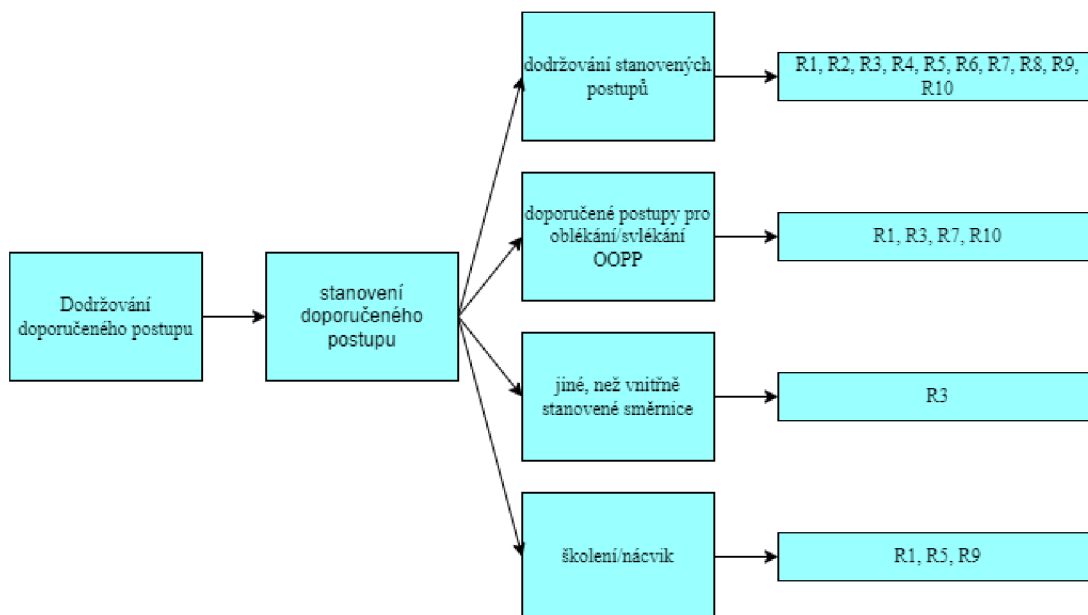 dodržování stanovených
postupů
R1, R2, R3, R4, R5, R6, R7, R8, R9,
R10
doporučené postupy pro
oblékání/svlékání
OOPP
R1, R3, R7, R10
Dodržování
doporučeného postupu
stanovení
doporučeného
postupu
jiné, než vnitřně
stanovené směrnice
R3
školení/nácvik
R1, R5, R9